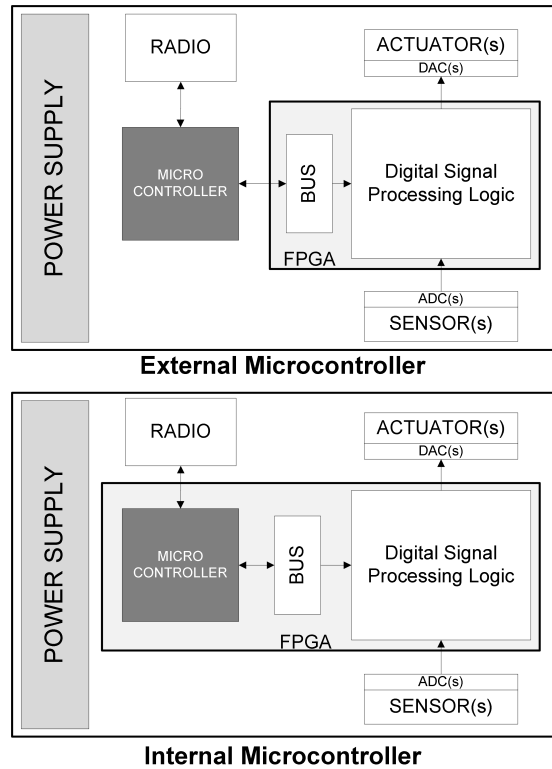 POWER SUPPLY
RADIO
ACTUATOR(s)
DAC(s)
MICRO
CONTROLLER
BUS
Digital Signal
Processing Logic
FPGA
ADC(s)
SENSOR(s)
External Microcontroller
POWER SUPPLY
RADIO
ACTUATOR(s)
DAC(s)
MICRO
CONTROLLER
BUS
Digital Signal
Processing Logic
FPGA
ADC(s)
SENSOR(s)
Internal Microcontroller